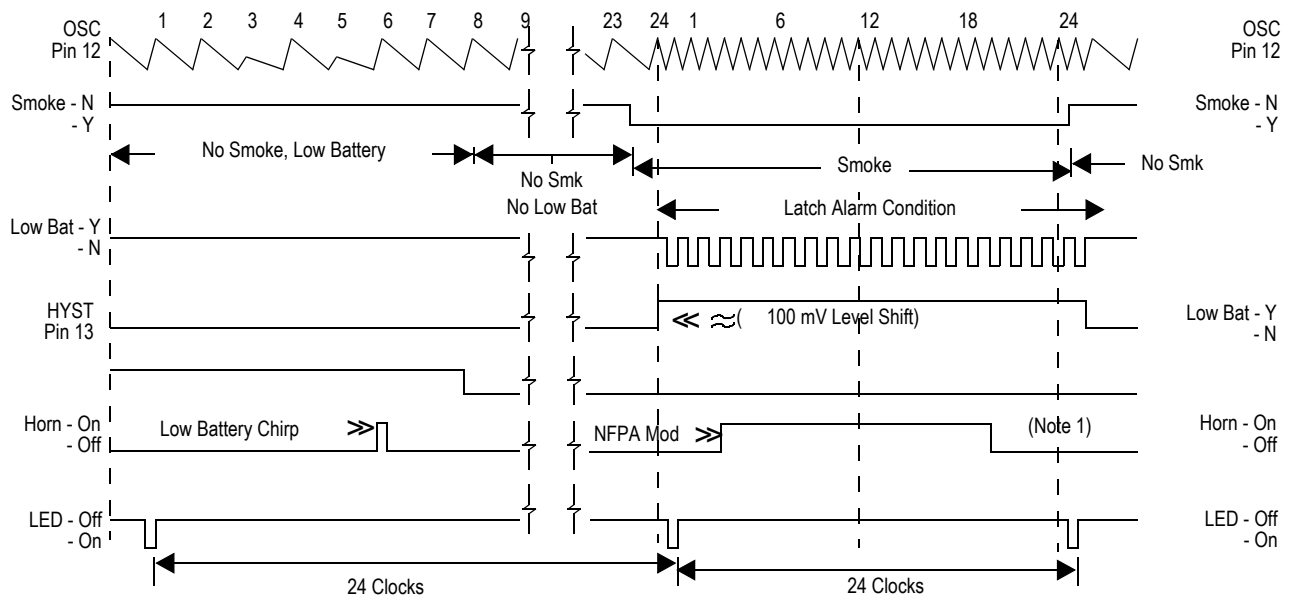 1 2 3 4 5 6 7 8 9 23 24 1 6 12 18 24
OSC
Pin 12
OSC
Pin 12
Smoke - N
- Y
Smoke - N
- Y
No Smoke, Low Battery
No Smk
No Low Bat
Smoke
No Smk
Latch Alarm Condition
Low Bat - Y
- N
HYST
Pin 13
≪ ≈( 100 mV Level Shift)
Low Bat - Y
- N
Horn - On
- Off
Low Battery Chirp ≫
NFPA Mod ≫
(Note 1)
Horn - On
- Off
LED - Off
- On
LED - Off
- On
24 Clocks
24 Clocks